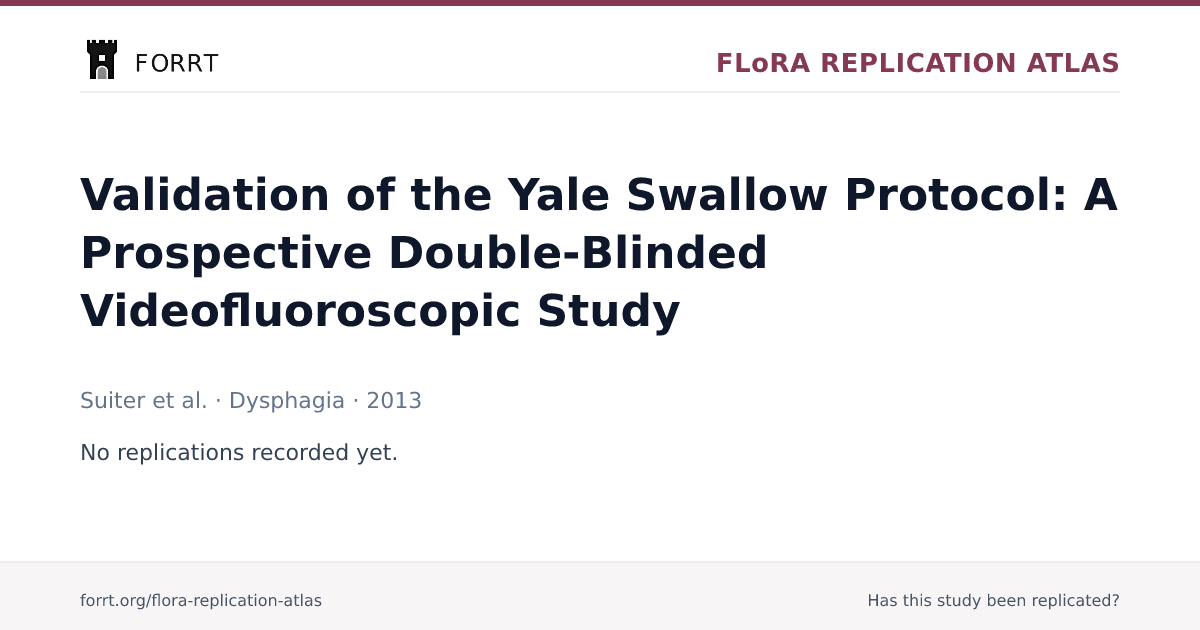 FORRT
FLoRA REPLICATION ATLAS
Validation of the Yale Swallow Protocol: A
Prospective Double-Blinded
Videofluoroscopic Study
Suiter et al. · Dysphagia · 2013
No replications recorded yet.
forrt.org/flora-replication-atlas
Has this study been replicated?